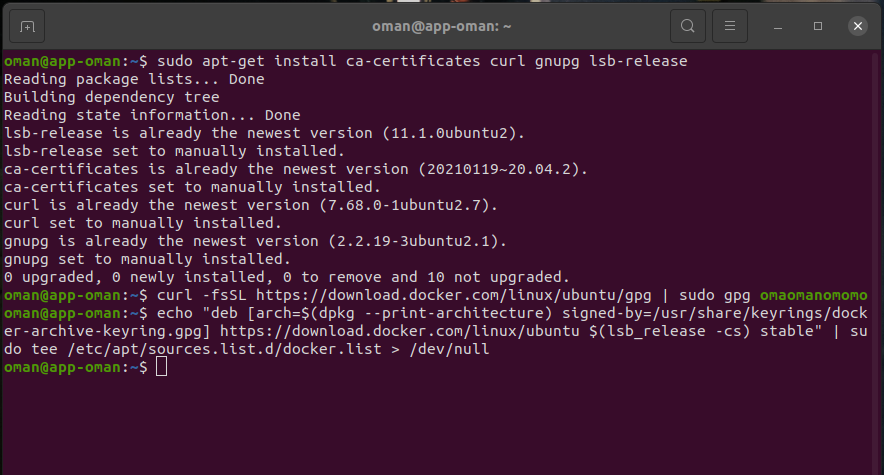 oman@app-oman: ~
oman@app-oman:~$ sudo apt-get install ca-certificates curl gnupg lsb-release
Reading package lists... Done
Building dependency tree
Reading state information... Done
lsb-release is already the newest version (11.1.0ubuntu2).
lsb-release set to manually installed.
ca-certificates is already the newest version (20210119~20.04.2).
ca-certificates set to manually installed.
curl is already the newest version (7.68.0-1ubuntu2.7).
curl set to manually installed.
gnupg is already the newest version (2.2.19-3ubuntu2.1).
gnupg set to manually installed.
0 upgraded, 0 newly installed, 0 to remove and 10 not upgraded.
oman@app-oman:~$ curl -fsSL https://download.docker.com/linux/ubuntu/gpg | sudo gpg omaomanomomo
oman@app-oman:~$ echo "deb [arch=$(dpkg --print-architecture) signed-by=/usr/share/keyrings/dock
er-archive-keyring.gpg] https://download.docker.com/linux/ubuntu $(lsb_release -cs) stable" | su
do tee /etc/apt/sources.list.d/docker.list > /dev/null
oman@app-oman:~$